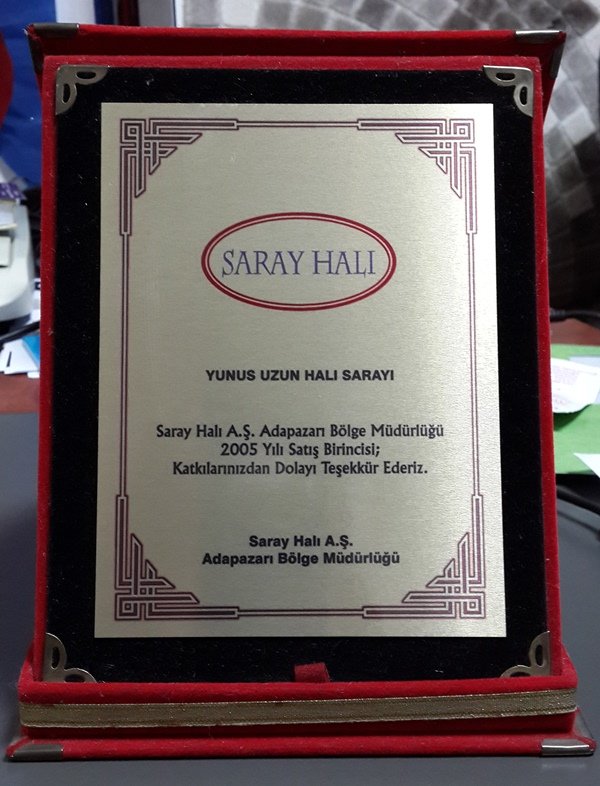 SARAY HALI
YUNUS UZUN HALI SARAYI
Saray Halı A.Ş. Adapazarı Bölge Müdürlüğü
2005 Yılı Satış Birincisi;
Katkılarınızdan Dolayı Teşekkür Ederiz.
Saray Halı A.Ş.
Adapazarı Bölge Müdürlüğü